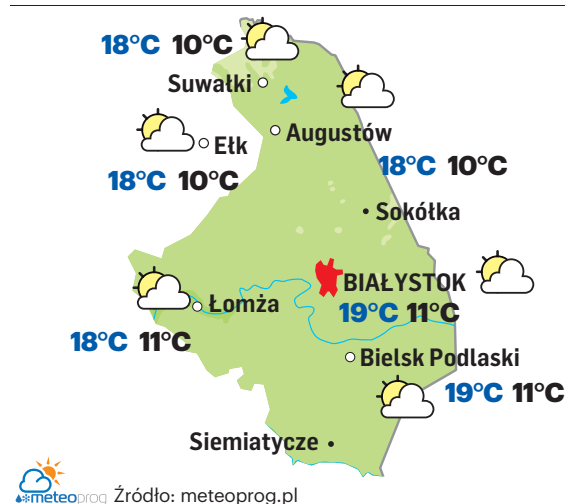 18°C 10°C
Suwałki
Augustów
Ełk
18°C 10°C
18°C 10°C
Sokółka
BIAŁYSTOK
19°C 11°C
Łomża
18°C 11°C
Bielsk Podlaski
19°C 11°C
Siemiatycze
meteoprog Źródło: meteoprog.pl